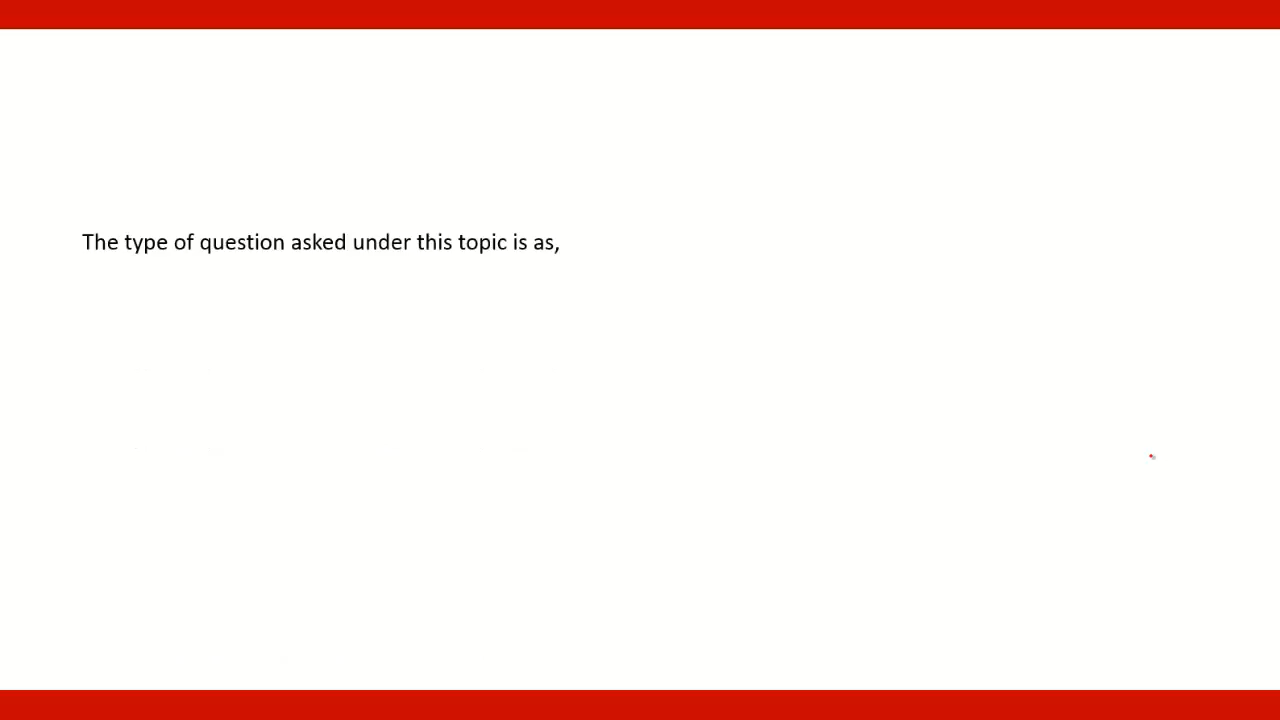 The type of question asked under this topic is as,